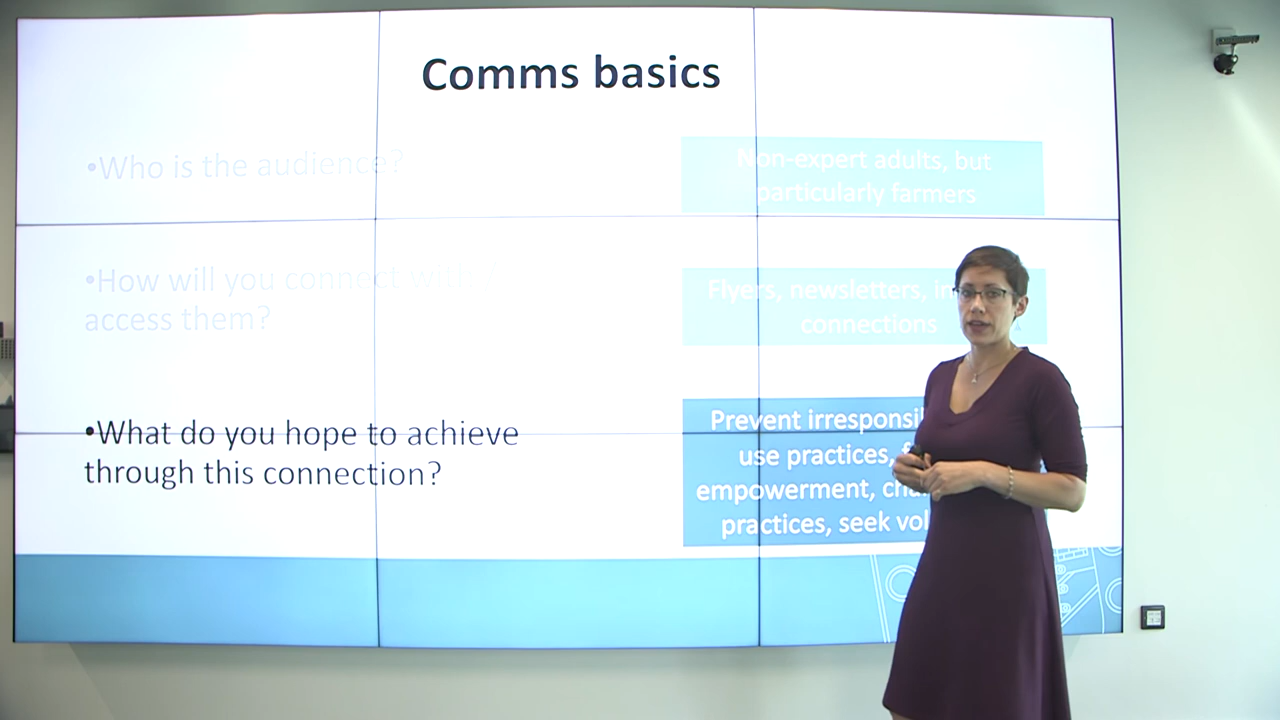 Comms basics
•Who is the audience?
Non-expert adults, but
particularly farmers
•How will you connect with /
access them?
Flyers, newsletters,
connections
•What do you hope to achieve
through this connection?
Prevent
use practices,
empowerment,
practices, seek